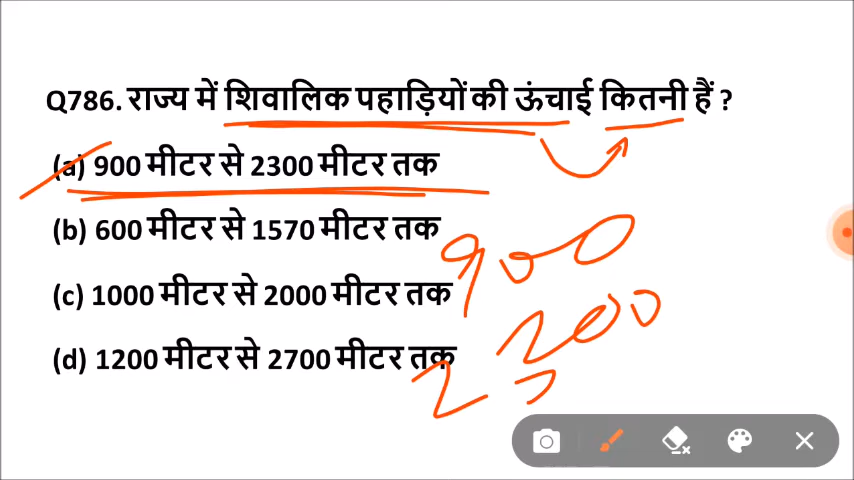 Q786. राज्य में शिवालिक पहाड़ियों की ऊंचाई कितनी हैं ?
(a) 900 मीटर से 2300 मीटर तक
(b) 600 मीटर से 1570 मीटर तक
900
(c) 1000 मीटर से 2000 मीटर तक
(d) 1200 मीटर से 2700 मीटर तक